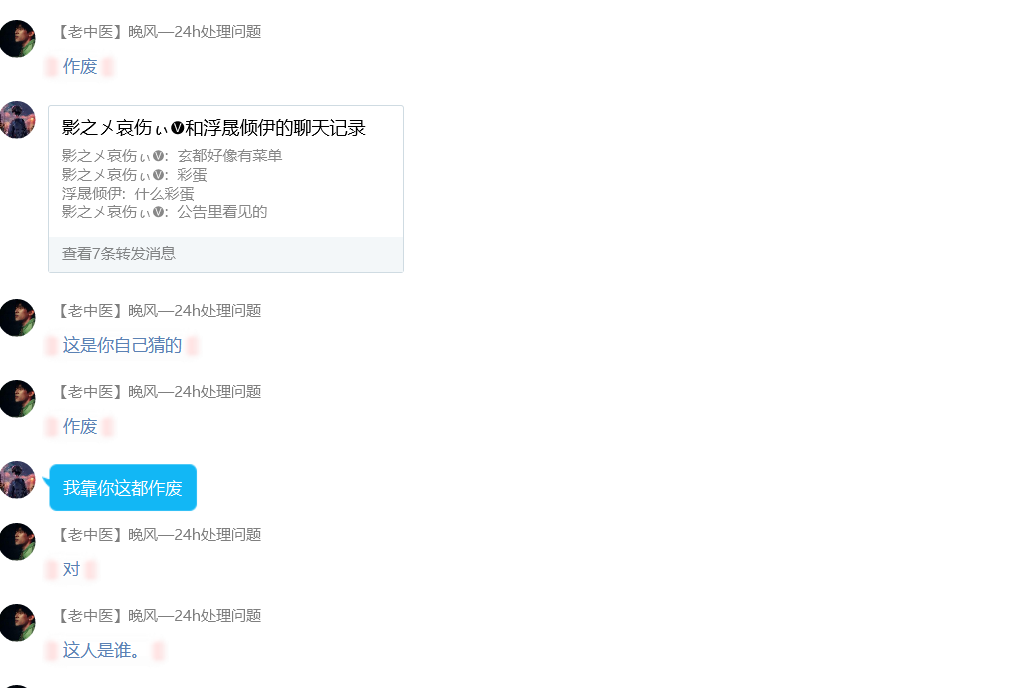 【老中医】晚风—24h处理问题
作废
影之メ哀伤ぃ🅥和浮晟倾伊的聊天记录
影之メ哀伤ぃ🅥: 玄都好像有菜单
影之メ哀伤ぃ🅥: 彩蛋
浮晟倾伊: 什么彩蛋
影之メ哀伤ぃ🅥: 公告里看见的
查看7条转发消息
【老中医】晚风—24h处理问题
这是你自己猜的
【老中医】晚风—24h处理问题
作废
我靠你这都作废
【老中医】晚风—24h处理问题
对
【老中医】晚风—24h处理问题
这人是谁。